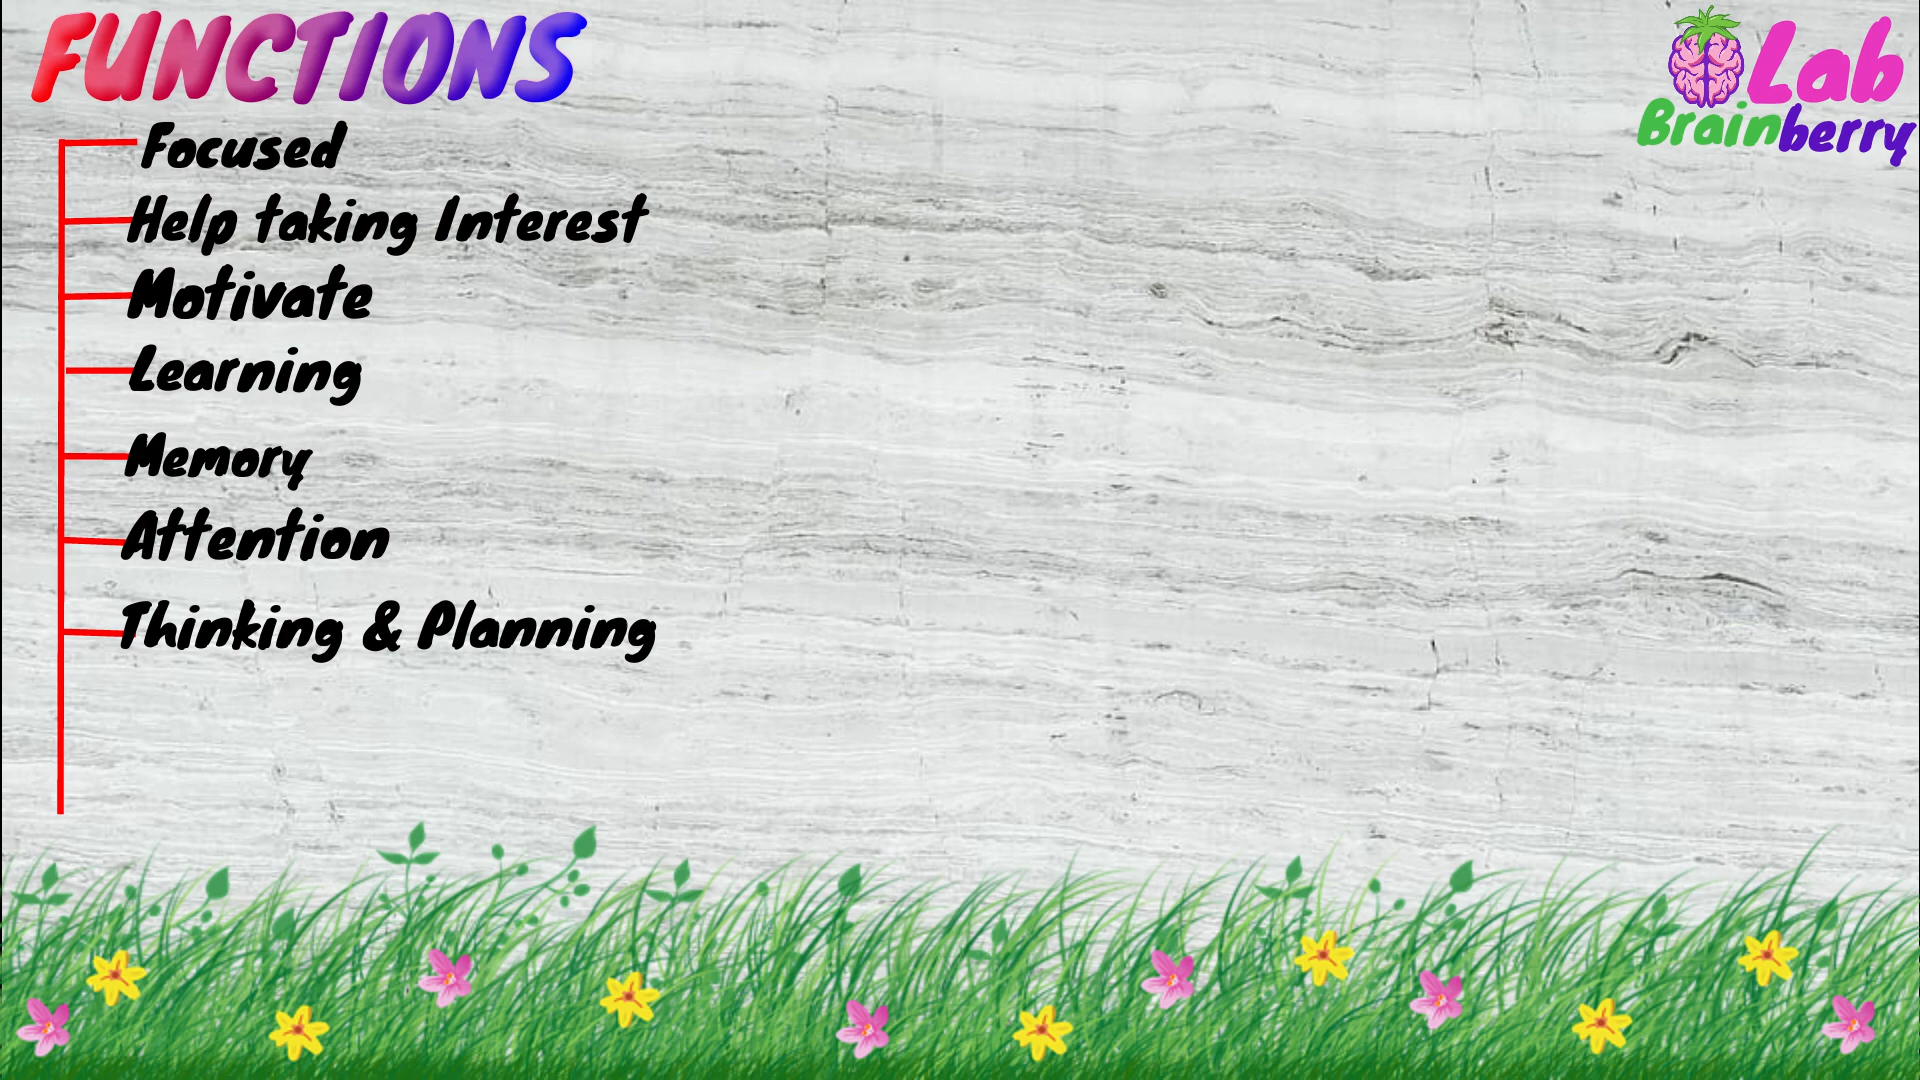 FUNCTIONS
Lab
Brainberry
Focused
Help taking Interest
Motivate
Learning
Memory
Attention
Thinking & Planning